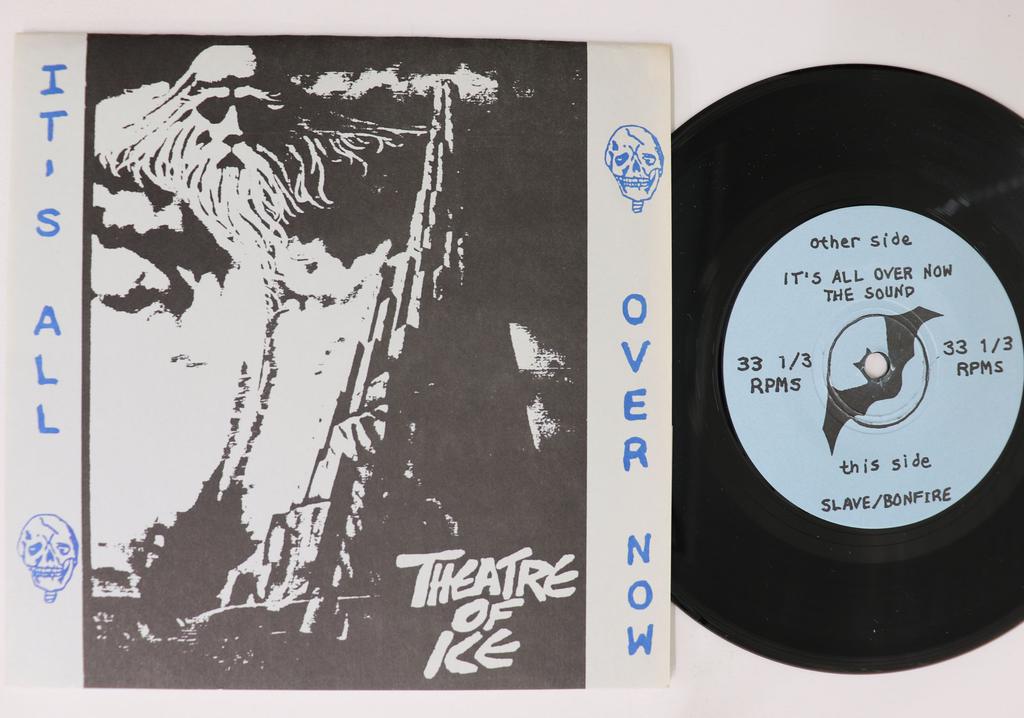 IT'S ALL
OVER NOW
THEATRE
OF
ICE
other side
IT'S ALL OVER NOW
THE SOUND
33 1/3
RPMS
33 1/3
RPMS
this side
SLAVE/BONFIRE